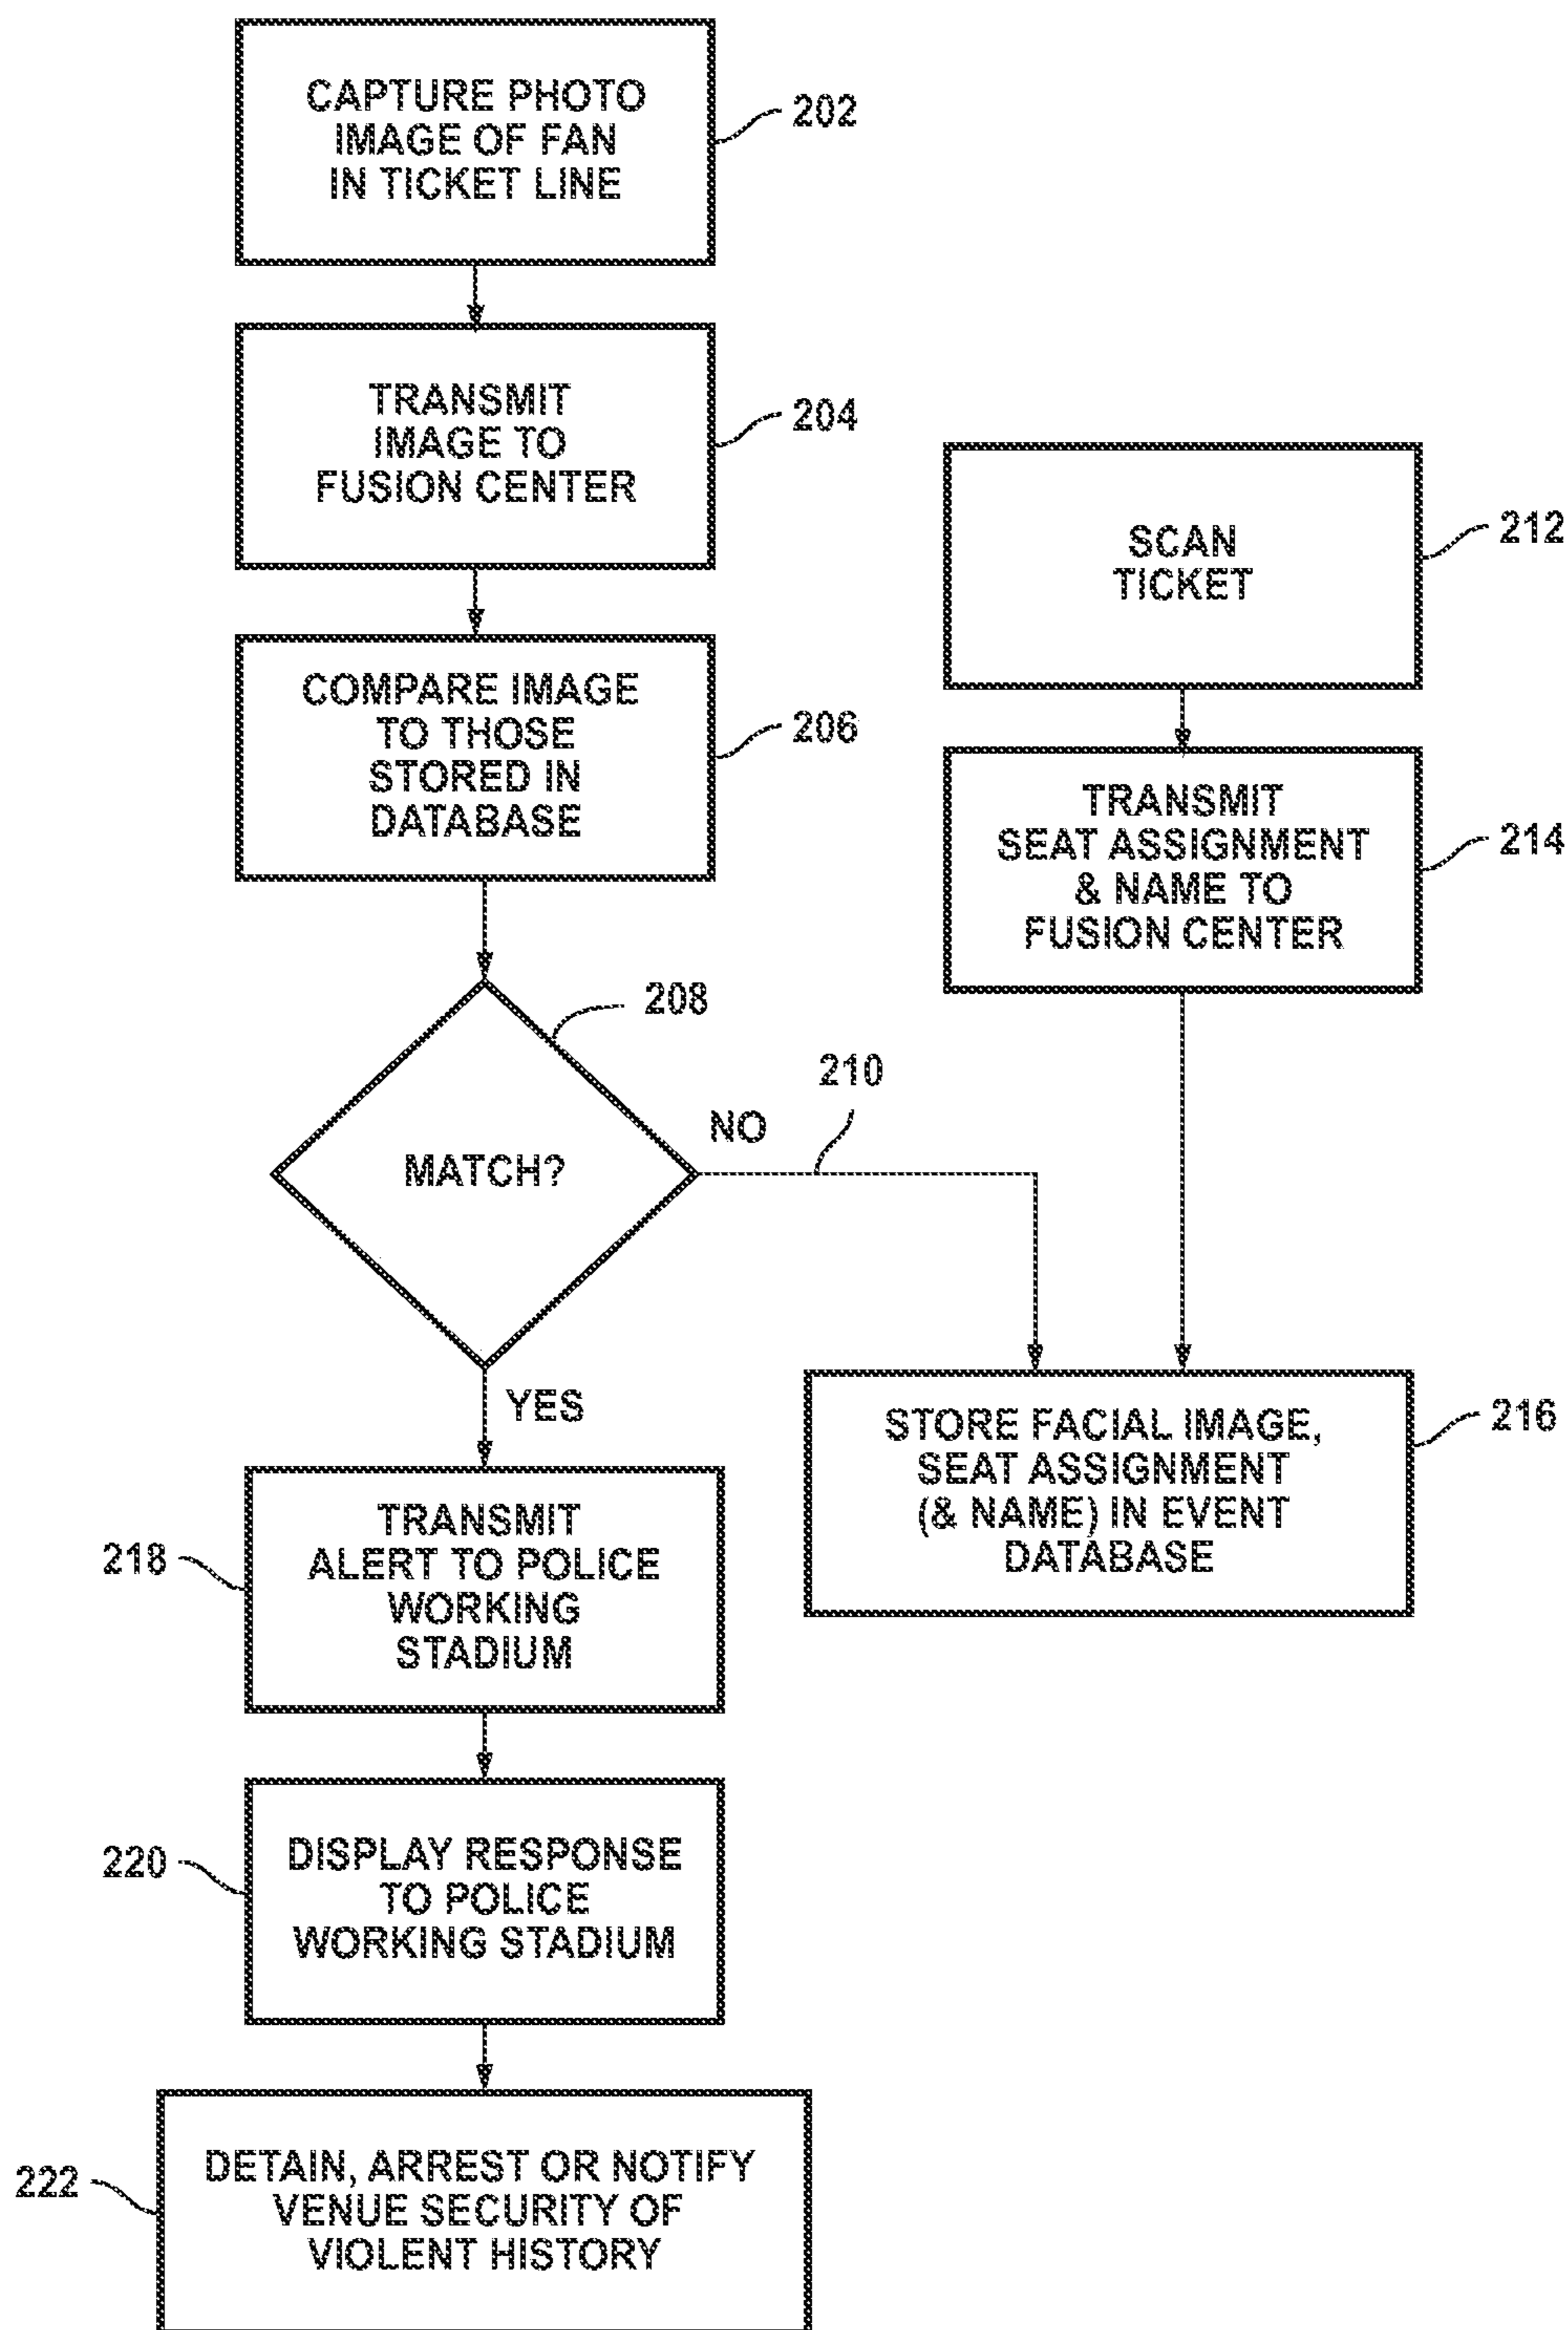 CAPTURE PHOTO
IMAGE OF FAN
IN TICKET LINE
202
TRANSMIT
IMAGE TO
FUSION CENTER
204
COMPARE IMAGE
TO THOSE
STORED IN
DATABASE
206
SCAN
TICKET
212
TRANSMIT
SEAT ASSIGNMENT
& NAME TO
FUSION CENTER
214
MATCH?
208
NO
210
YES
STORE FACIAL IMAGE,
SEAT ASSIGNMENT
(& NAME) IN EVENT
DATABASE
216
TRANSMIT
ALERT TO POLICE
WORKING
STADIUM
218
DISPLAY RESPONSE
TO POLICE
WORKING STADIUM
220
DETAIN, ARREST OR NOTIFY
VENUE SECURITY OF
VIOLENT HISTORY
222